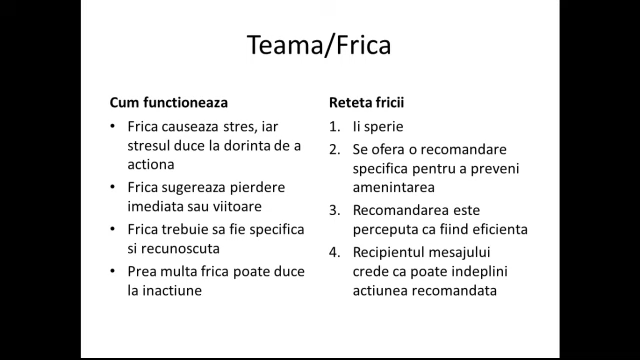 Teama/Frica
Cum functioneaza
• Frica causeaza stres, iar
stresul duce la dorinta de a
actiona
• Frica sugereaza pierdere
imediata sau viitoare
• Frica trebuie sa fie specifica
si recunoscuta
• Prea multa frica poate duce
la inactiune
Reteta fricii
1. Ii sperie
2. Se ofera o recomandare
specifica pentru a preveni
amenintarea
3. Recomandarea este
perceputa ca fiind eficienta
4. Recipientul mesajului
crede ca poate indeplini
actiunea recomandata